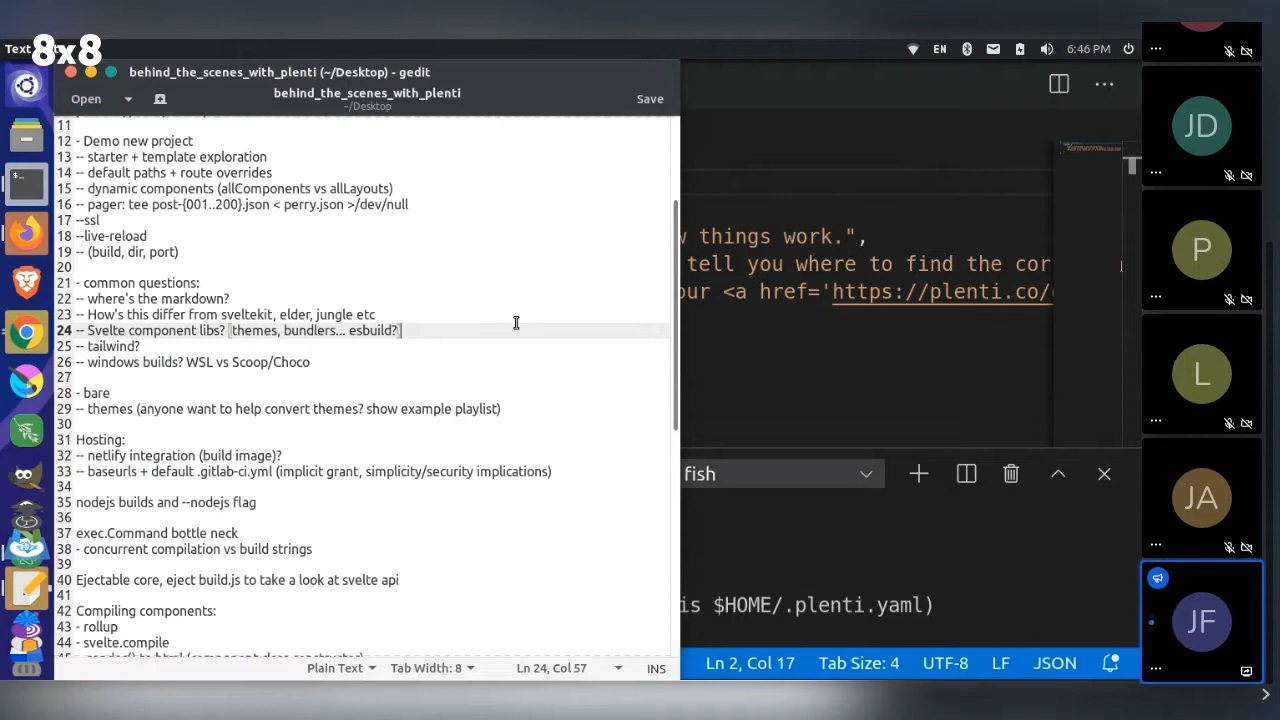 Text
8x8
EN
6:46 PM
behind_the_scenes_with_plenti (~/Desktop) - gedit
Open
behind_the_scenes_with_plenti
~/Desktop
Save
11
12 - Demo new project
13 -- starter + template exploration
14 -- default paths + route overrides
15 -- dynamic components (allComponents vs allLayouts)
16 -- pager: tee post-{001..200}.json < perry.json >/dev/null
17 --ssl
18 --live-reload
19 -- (build, dir, port)
20
21 - common questions:
22 -- where's the markdown?
23 -- How's this differ from sveltekit, elder, jungle etc
24 -- Svelte component libs? (themes, bundlers... esbuild?)
25 -- tailwind?
26 -- windows builds? WSL vs Scoop/Choco
27
28 - bare
29 -- themes (anyone want to help convert themes? show example playlist)
30
31 Hosting:
32 -- netlify integration (build image)?
33 -- baseurls + default .gitlab-ci.yml (implicit grant, simplicity/security implications)
34
35 nodejs builds and --nodejs flag
36
37 exec.Command bottle neck
38 - concurrent compilation vs build strings
39
40 Ejectable core, eject build.js to take a look at svelte api
41
42 Compiling components:
43 - rollup
44 - svelte.compile
Plain Text
Tab Width: 8
Ln 24, Col 57
INS
w things work.",
tell you where to find the cor
our <a href='https://plenti.co/
fish
is $HOME/.plenti.yaml)
Ln 2, Col 17
Tab Size: 4
UTF-8
LF
JSON
JD
P
L
JA
JF